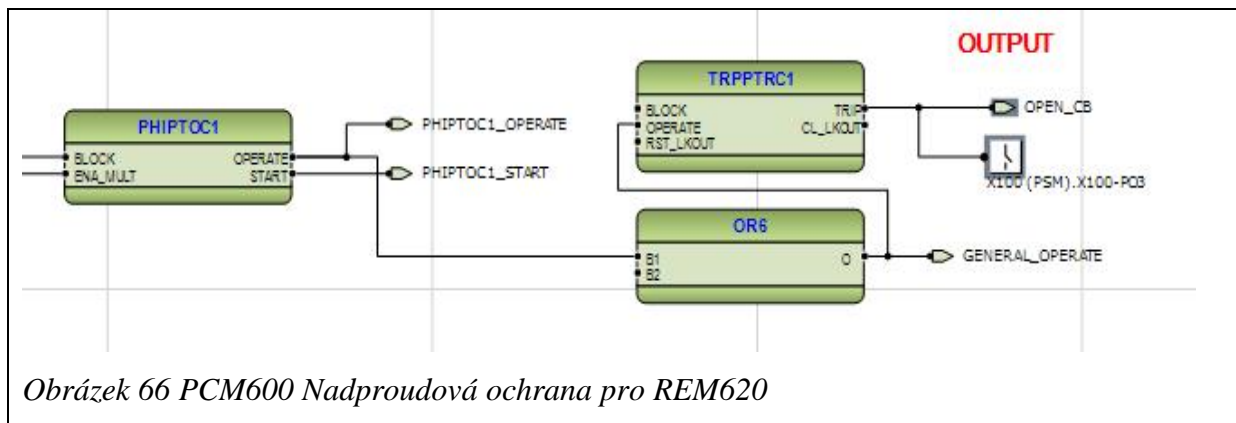 OUTPUT
TRPPTRC1
BLOCK
OPERATE
RST_LKOUT
TRIP
CL_LKOUT
OPEN_CB
X100 (PSM).X100-PO3
PHIPTOC1
BLOCK
ENA_MULT
OPERATE
START
PHIPTOC1_OPERATE
PHIPTOC1_START
OR6
B1
B2
O
GENERAL_OPERATE
Obrázek 66 PCM600 Nadproudová ochrana pro REM620